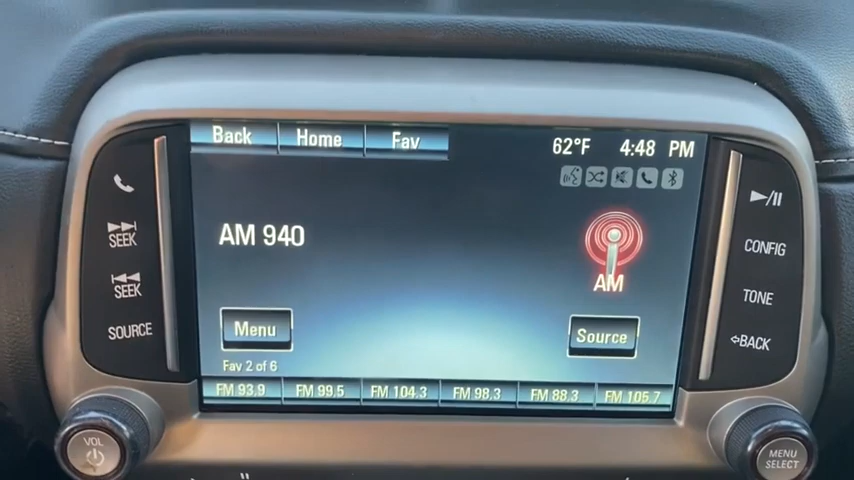 Back Home Fav
62°F 4:48 PM
AM 940
AM
Menu
Source
Fav 2 of 6
FM 93.9 FM 99.5 FM 104.3 FM 98.3 FM 88.3 FM 105.7
SEEK
SEEK
SOURCE
VOL
CONFIG
TONE
BACK
MENU
SELECT